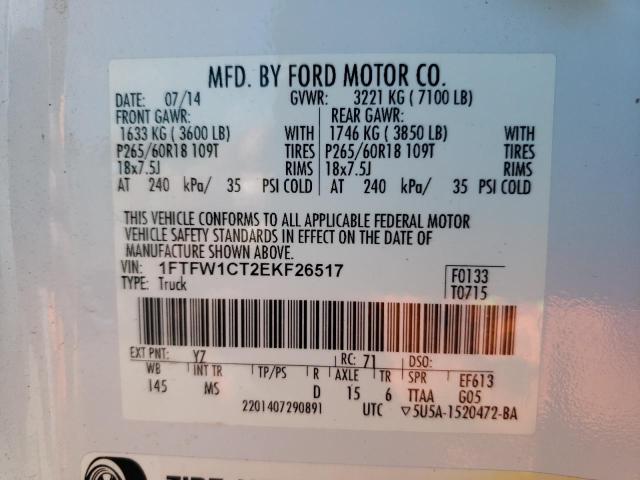 MFD. BY FORD MOTOR CO.
DATE: 07/14 GVWR: 3221 KG ( 7100 LB)
FRONT GAWR: REAR GAWR:
1633 KG ( 3600 LB) WITH 1746 KG ( 3850 LB) WITH
P265/60R18 109T TIRES P265/60R18 109T TIRES
18x7.5J RIMS 18x7.5J RIMS
AT 240 kPa/ 35 PSI COLD AT 240 kPa/ 35 PSI COLD
THIS VEHICLE CONFORMS TO ALL APPLICABLE FEDERAL MOTOR
VEHICLE SAFETY STANDARDS IN EFFECT ON THE DATE OF
MANUFACTURE SHOWN ABOVE.
VIN: 1FTFW1CT2EKF26517 F0133
TYPE: Truck T0715
EXT PNT: YZ RC: 71 DSO:
WB INT TR TP/PS R AXLE TR SPR EF613
145 MS D 15 6 TTAA G05
2201407290891 UTC ▽5U5A-1520472-BA